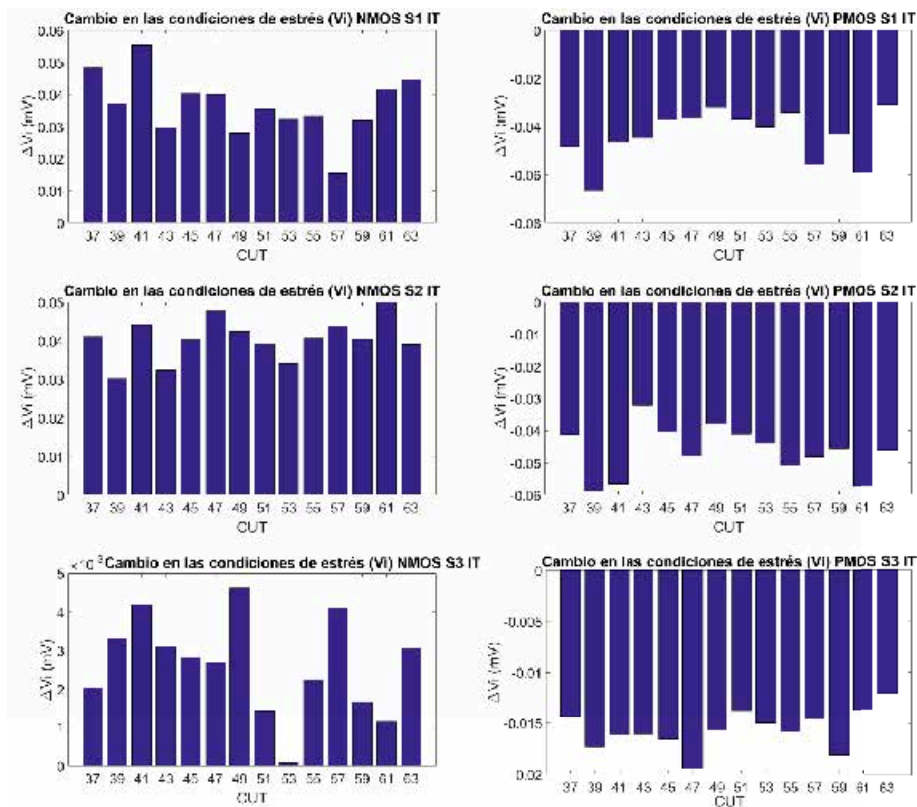 Cambio en las condiciones de estrés (Vi) NMOS S1 IT
0.06
0.05
0.04
0.03
0.02
0.01
0
ΔVi (mV)
37 39 41 43 45 47 49 51 53 55 57 59 61 63
CUT
Cambio en las condiciones de estrés (Vi) PMOS S1 IT
0
-0.02
-0.04
-0.06
-0.08
ΔVi (mV)
37 39 41 43 45 47 49 51 53 55 57 59 61 63
CUT
Cambio en las condiciones de estrés (Vi) NMOS S2 IT
0.05
0.04
0.03
0.02
0.01
0
ΔVi (mV)
37 39 41 43 45 47 49 51 53 55 57 59 61 63
CUT
Cambio en las condiciones de estrés (Vi) PMOS S2 IT
0
-0.01
-0.02
-0.03
-0.04
-0.05
-0.06
ΔVi (mV)
37 39 41 43 45 47 49 51 53 55 57 59 61 63
CUT
×10⁻³ Cambio en las condiciones de estrés (Vi) NMOS S3 IT
5
4
3
2
1
0
ΔVi (mV)
37 39 41 43 45 47 49 51 53 55 57 59 61 63
CUT
Cambio en las condiciones de estrés (Vi) PMOS S3 IT
0
-0.005
-0.01
-0.015
0.02
ΔVi (mV)
37 39 41 43 45 47 49 51 53 55 57 59 61 63
CUT